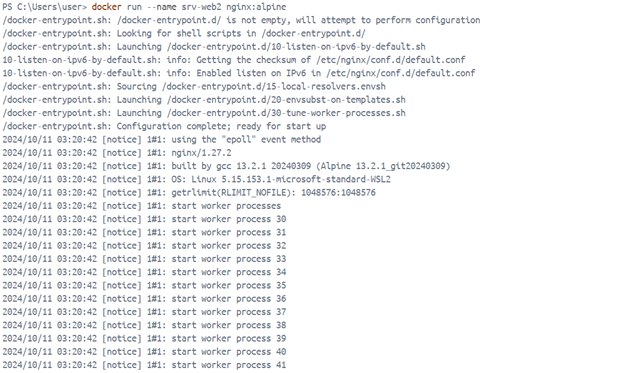 PS C:\Users\user> docker run --name srv-web2 nginx:alpine
/docker-entrypoint.sh: /docker-entrypoint.d/ is not empty, will attempt to perform configuration
/docker-entrypoint.sh: Looking for shell scripts in /docker-entrypoint.d/
/docker-entrypoint.sh: Launching /docker-entrypoint.d/10-listen-on-ipv6-by-default.sh
10-listen-on-ipv6-by-default.sh: info: Getting the checksum of /etc/nginx/conf.d/default.conf
10-listen-on-ipv6-by-default.sh: info: Enabled listen on IPv6 in /etc/nginx/conf.d/default.conf
/docker-entrypoint.sh: Sourcing /docker-entrypoint.d/15-local-resolvers.envsh
/docker-entrypoint.sh: Launching /docker-entrypoint.d/20-envsubst-on-templates.sh
/docker-entrypoint.sh: Launching /docker-entrypoint.d/30-tune-worker-processes.sh
/docker-entrypoint.sh: Configuration complete; ready for start up
2024/10/11 03:20:42 [notice] 1#1: using the "epoll" event method
2024/10/11 03:20:42 [notice] 1#1: nginx/1.27.2
2024/10/11 03:20:42 [notice] 1#1: built by gcc 13.2.1 20240309 (Alpine 13.2.1_git20240309)
2024/10/11 03:20:42 [notice] 1#1: OS: Linux 5.15.153.1-microsoft-standard-WSL2
2024/10/11 03:20:42 [notice] 1#1: getrlimit(RLIMIT_NOFILE): 1048576:1048576
2024/10/11 03:20:42 [notice] 1#1: start worker processes
2024/10/11 03:20:42 [notice] 1#1: start worker process 30
2024/10/11 03:20:42 [notice] 1#1: start worker process 31
2024/10/11 03:20:42 [notice] 1#1: start worker process 32
2024/10/11 03:20:42 [notice] 1#1: start worker process 33
2024/10/11 03:20:42 [notice] 1#1: start worker process 34
2024/10/11 03:20:42 [notice] 1#1: start worker process 35
2024/10/11 03:20:42 [notice] 1#1: start worker process 36
2024/10/11 03:20:42 [notice] 1#1: start worker process 37
2024/10/11 03:20:42 [notice] 1#1: start worker process 38
2024/10/11 03:20:42 [notice] 1#1: start worker process 39
2024/10/11 03:20:42 [notice] 1#1: start worker process 40
2024/10/11 03:20:42 [notice] 1#1: start worker process 41